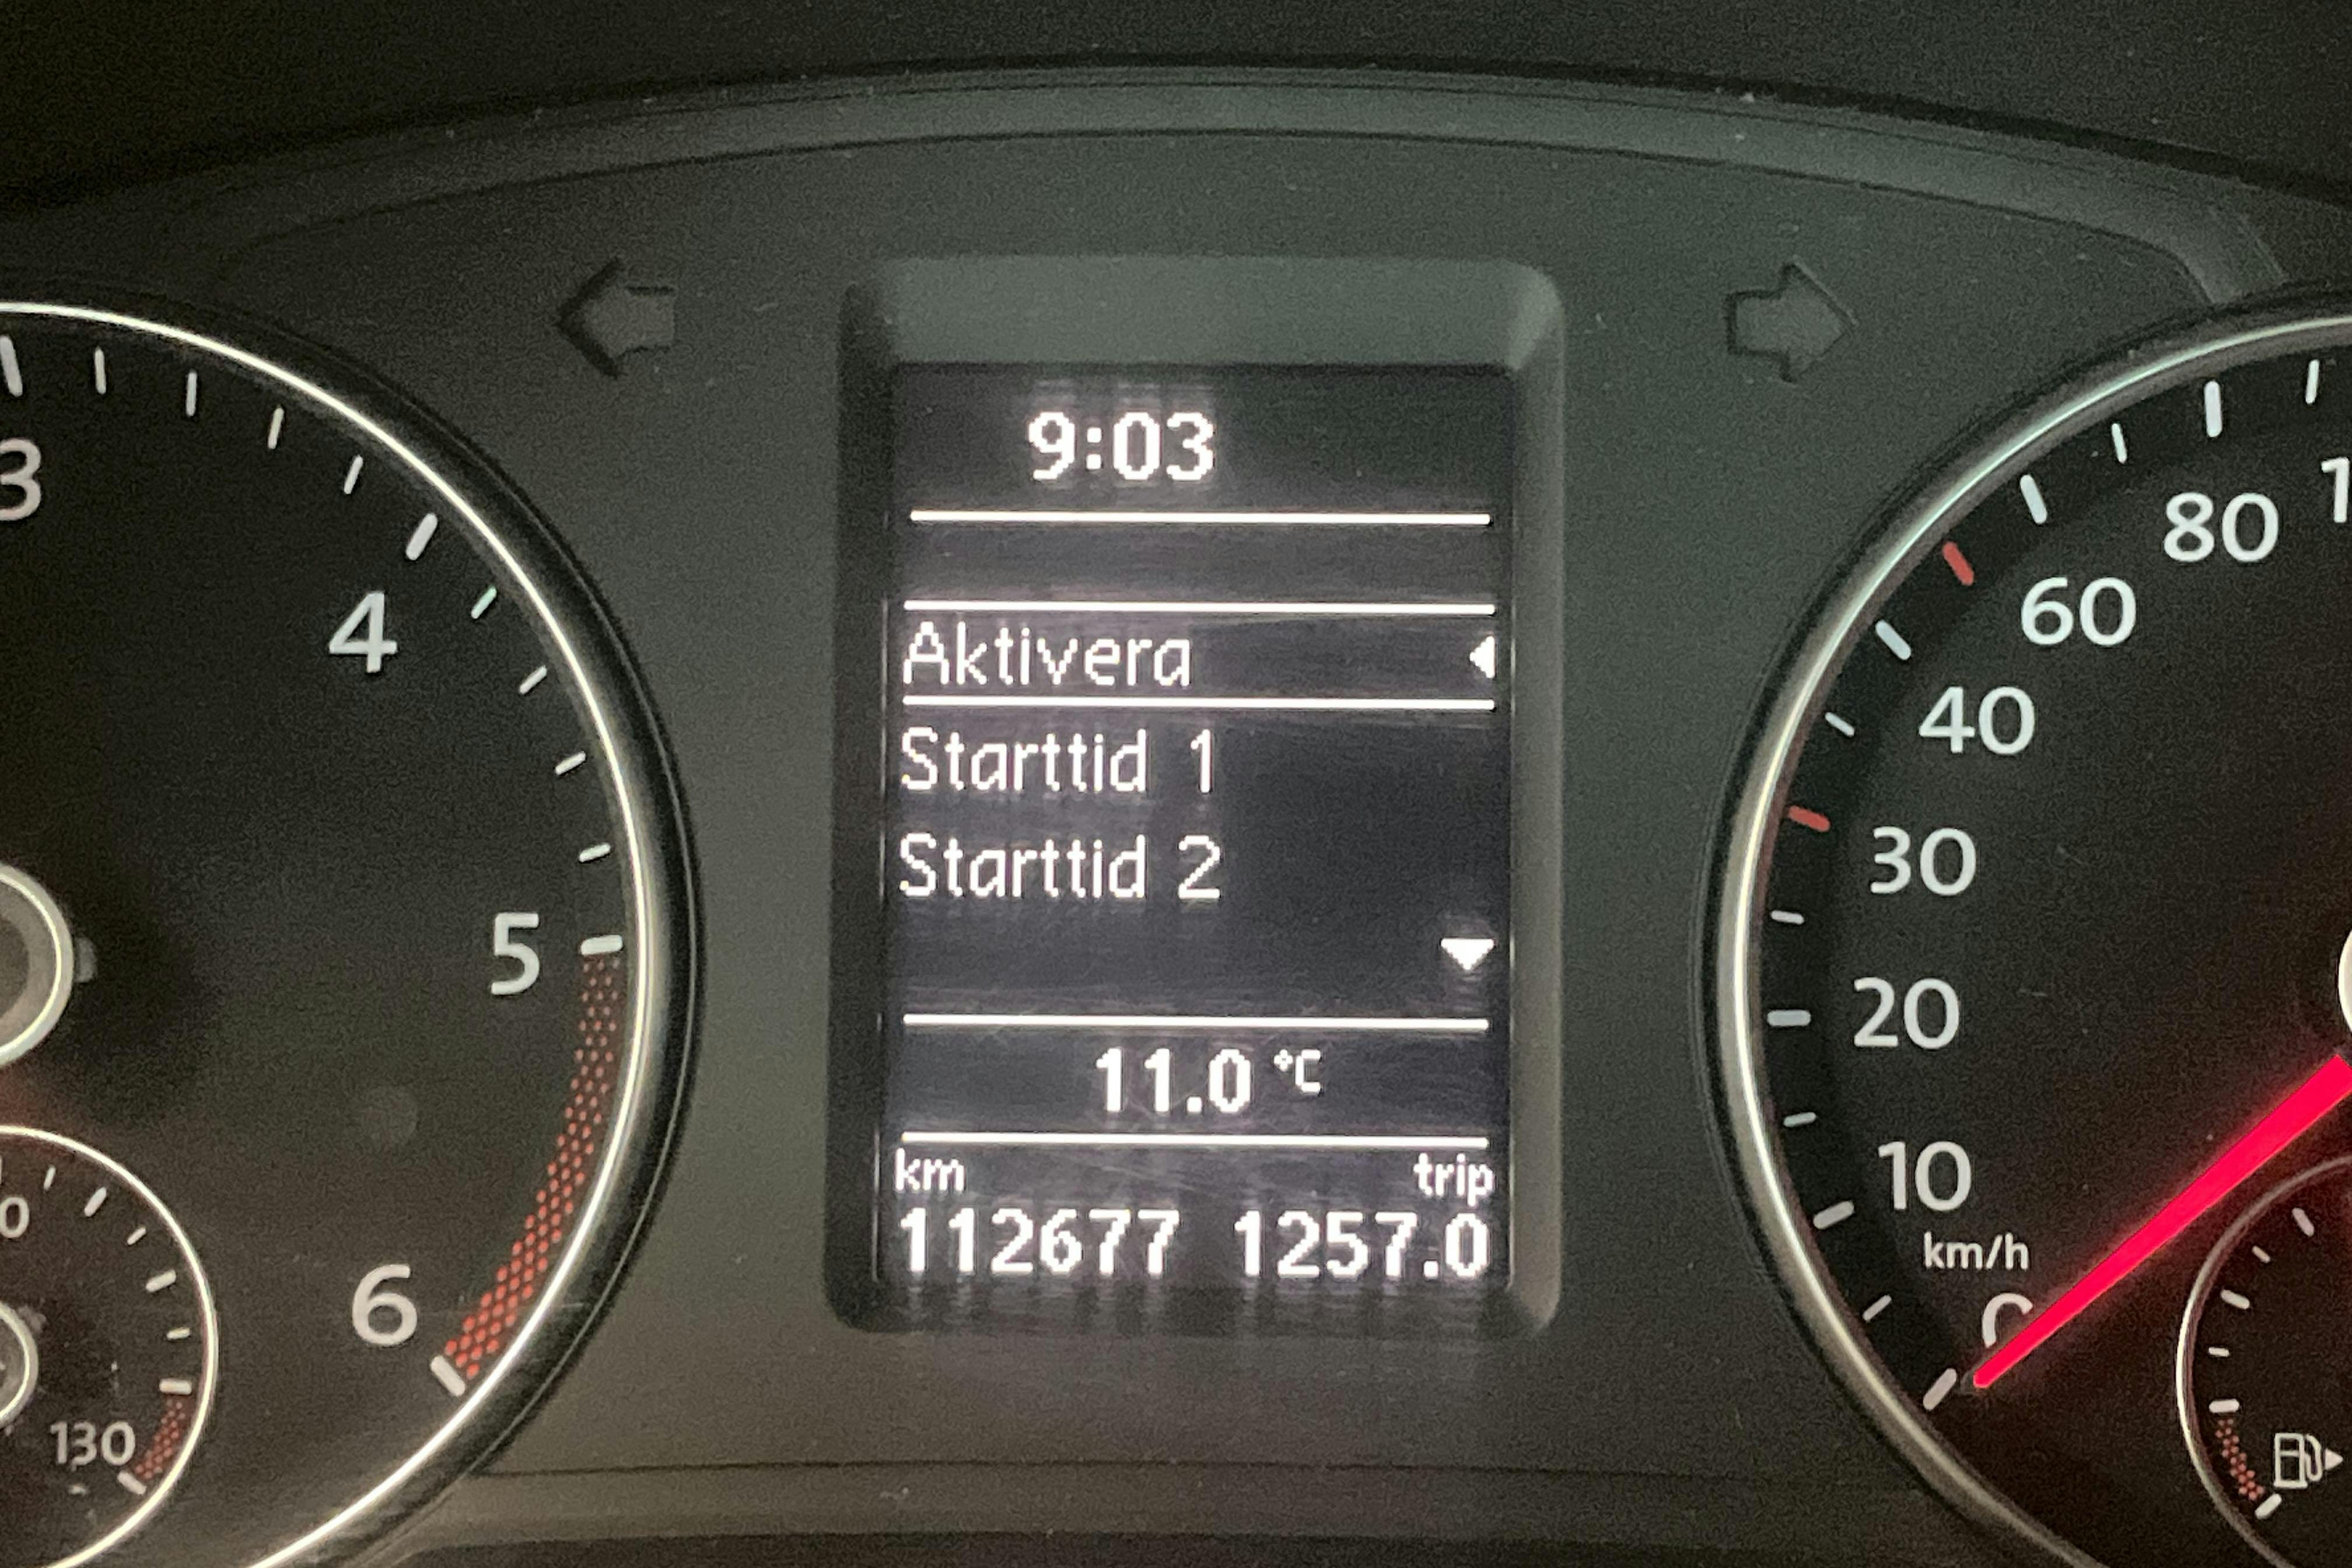 9:03
Aktivera
Starttid 1
Starttid 2
11.0 °C
km trip
112677 1257.0
3
4
5
6
130
80
60
40
30
20
10
km/h